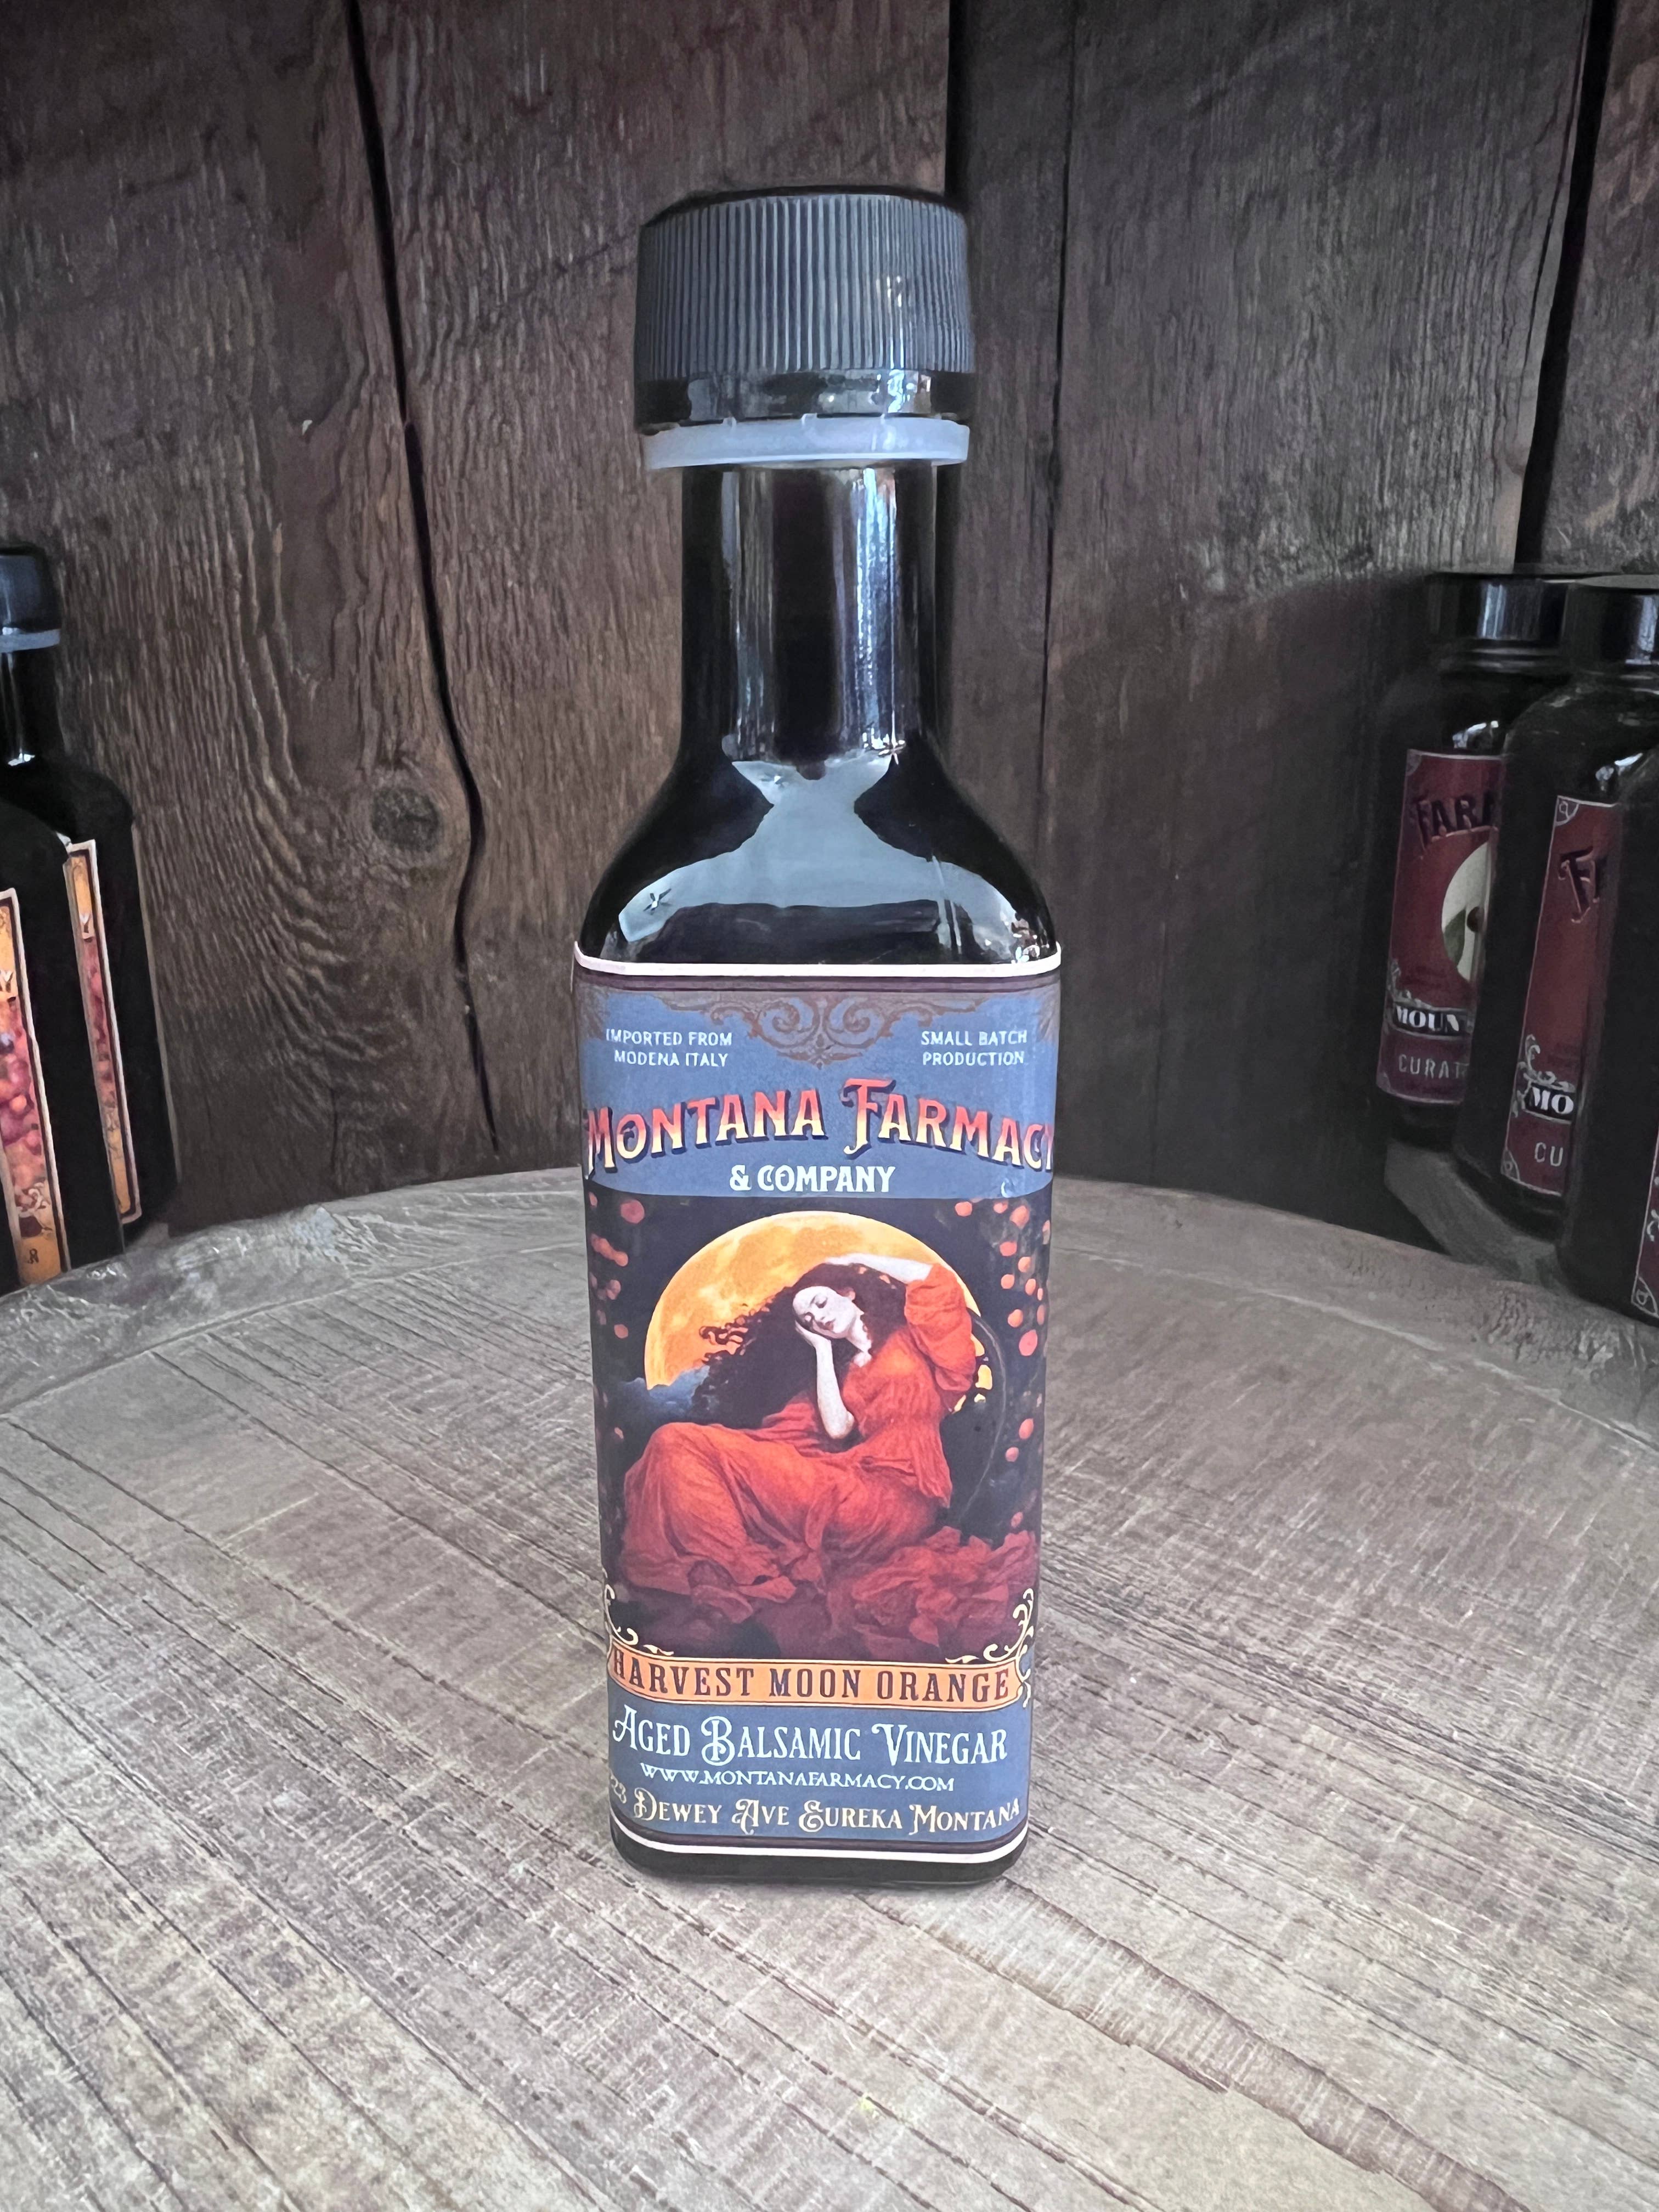 IMPORTED FROM
MODENA ITALY
SMALL BATCH
PRODUCTION
MONTANA FARMACY
& COMPANY
HARVEST MOON ORANGE
AGED BALSAMIC VINEGAR
WWW.MONTANAFARMACY.COM
DEWEY AVE EUREKA MONTANA